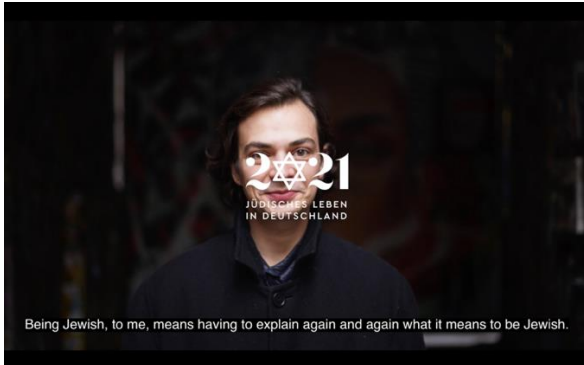 2021
JÜDISCHES LEBEN
IN DEUTSCHLAND
Being Jewish, to me, means having to explain again and again what it means to be Jewish.